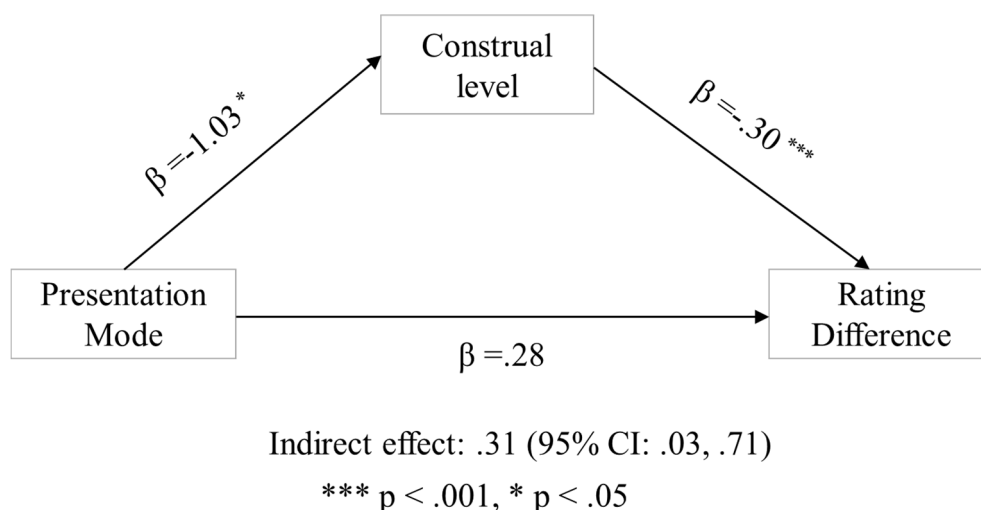 Construal
level
β =-1.03 *
β =-.30 ***
Presentation
Mode
Rating
Difference
β =.28
Indirect effect: .31 (95% CI: .03, .71)
*** p < .001, * p < .05